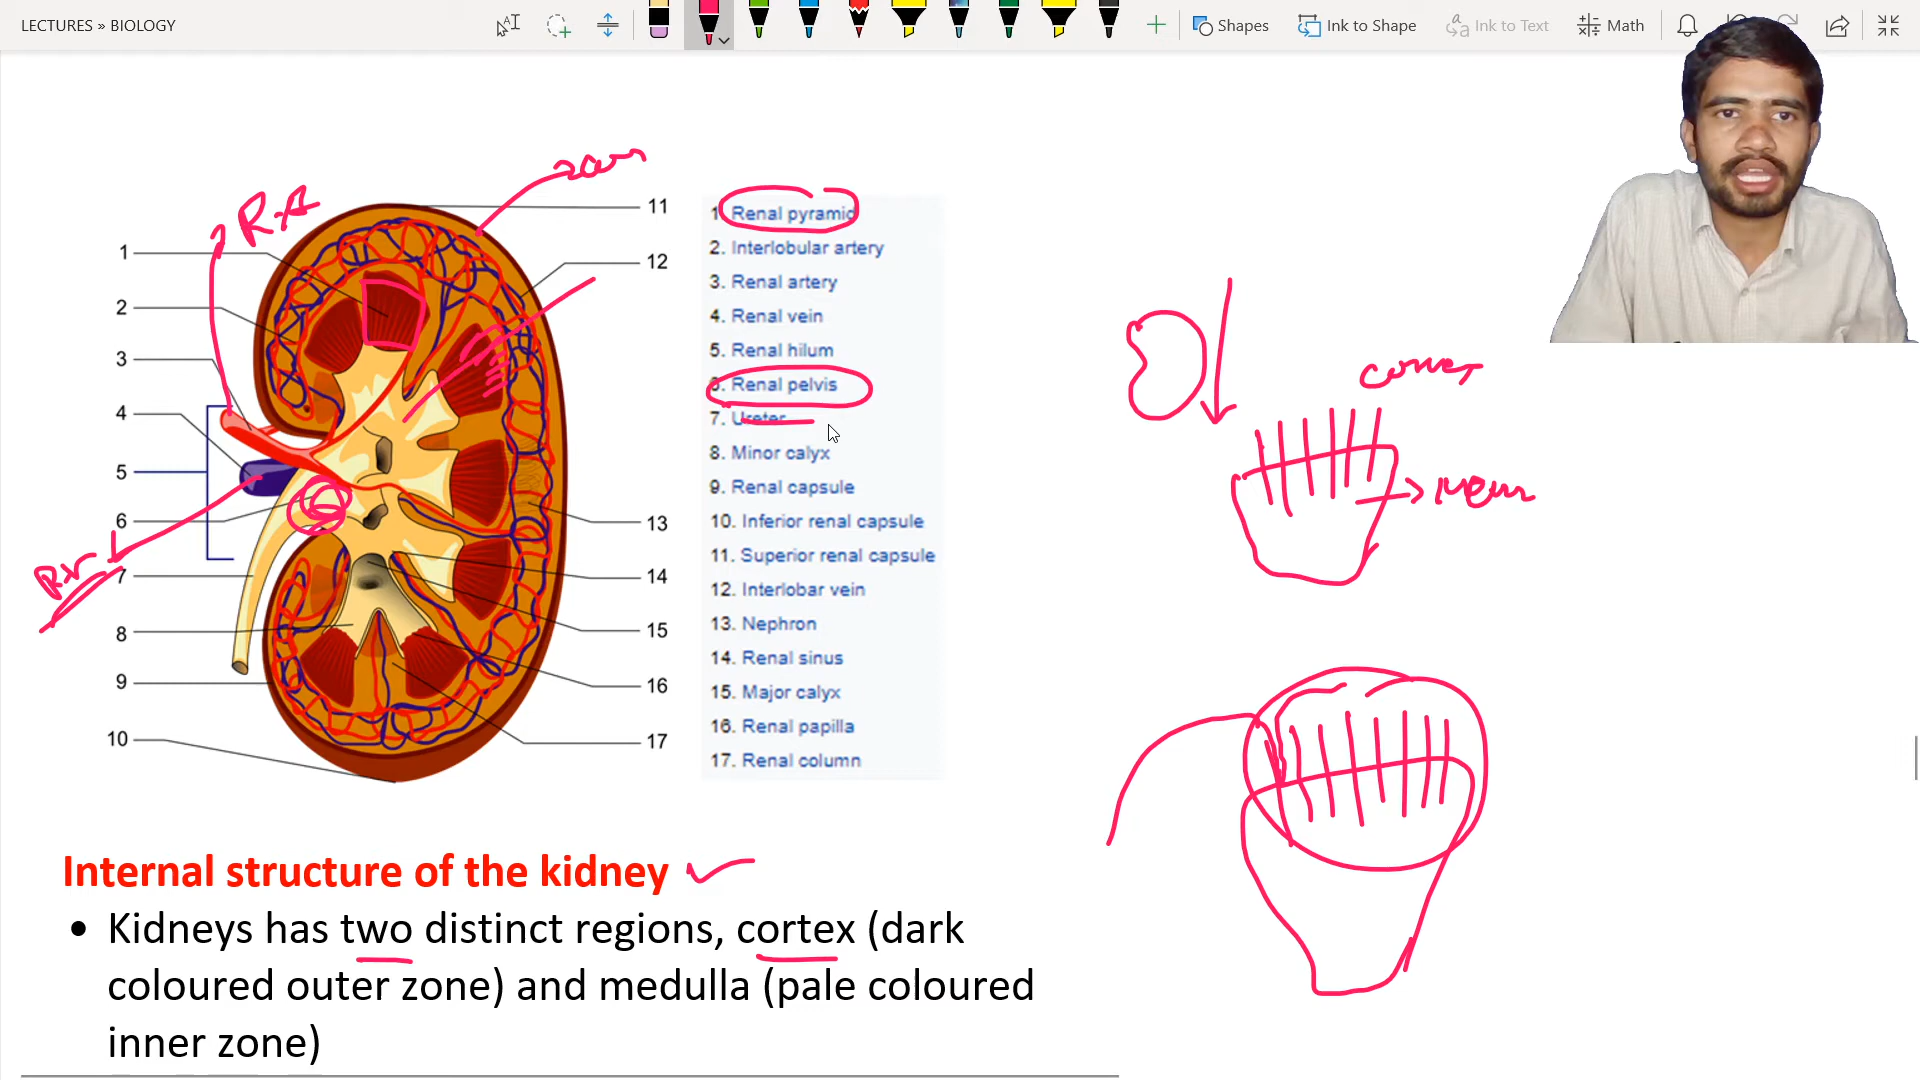 LECTURES » BIOLOGY
Shapes
Ink to Shape
Ink to Text
Math
R.A
11
1
12
2
3
4
5
6
13
7
14
8
15
9
16
10
17
1 Renal pyramid
2. Interlobular artery
3. Renal artery
4. Renal vein
5. Renal hilum
6. Renal pelvis
7. Ureter
8. Minor calyx
9. Renal capsule
10. Inferior renal capsule
11. Superior renal capsule
12. Interlobar vein
13. Nephron
14. Renal sinus
15. Major calyx
16. Renal papilla
17. Renal column
Internal structure of the kidney
• Kidneys has two distinct regions, cortex (dark
coloured outer zone) and medulla (pale coloured
inner zone)